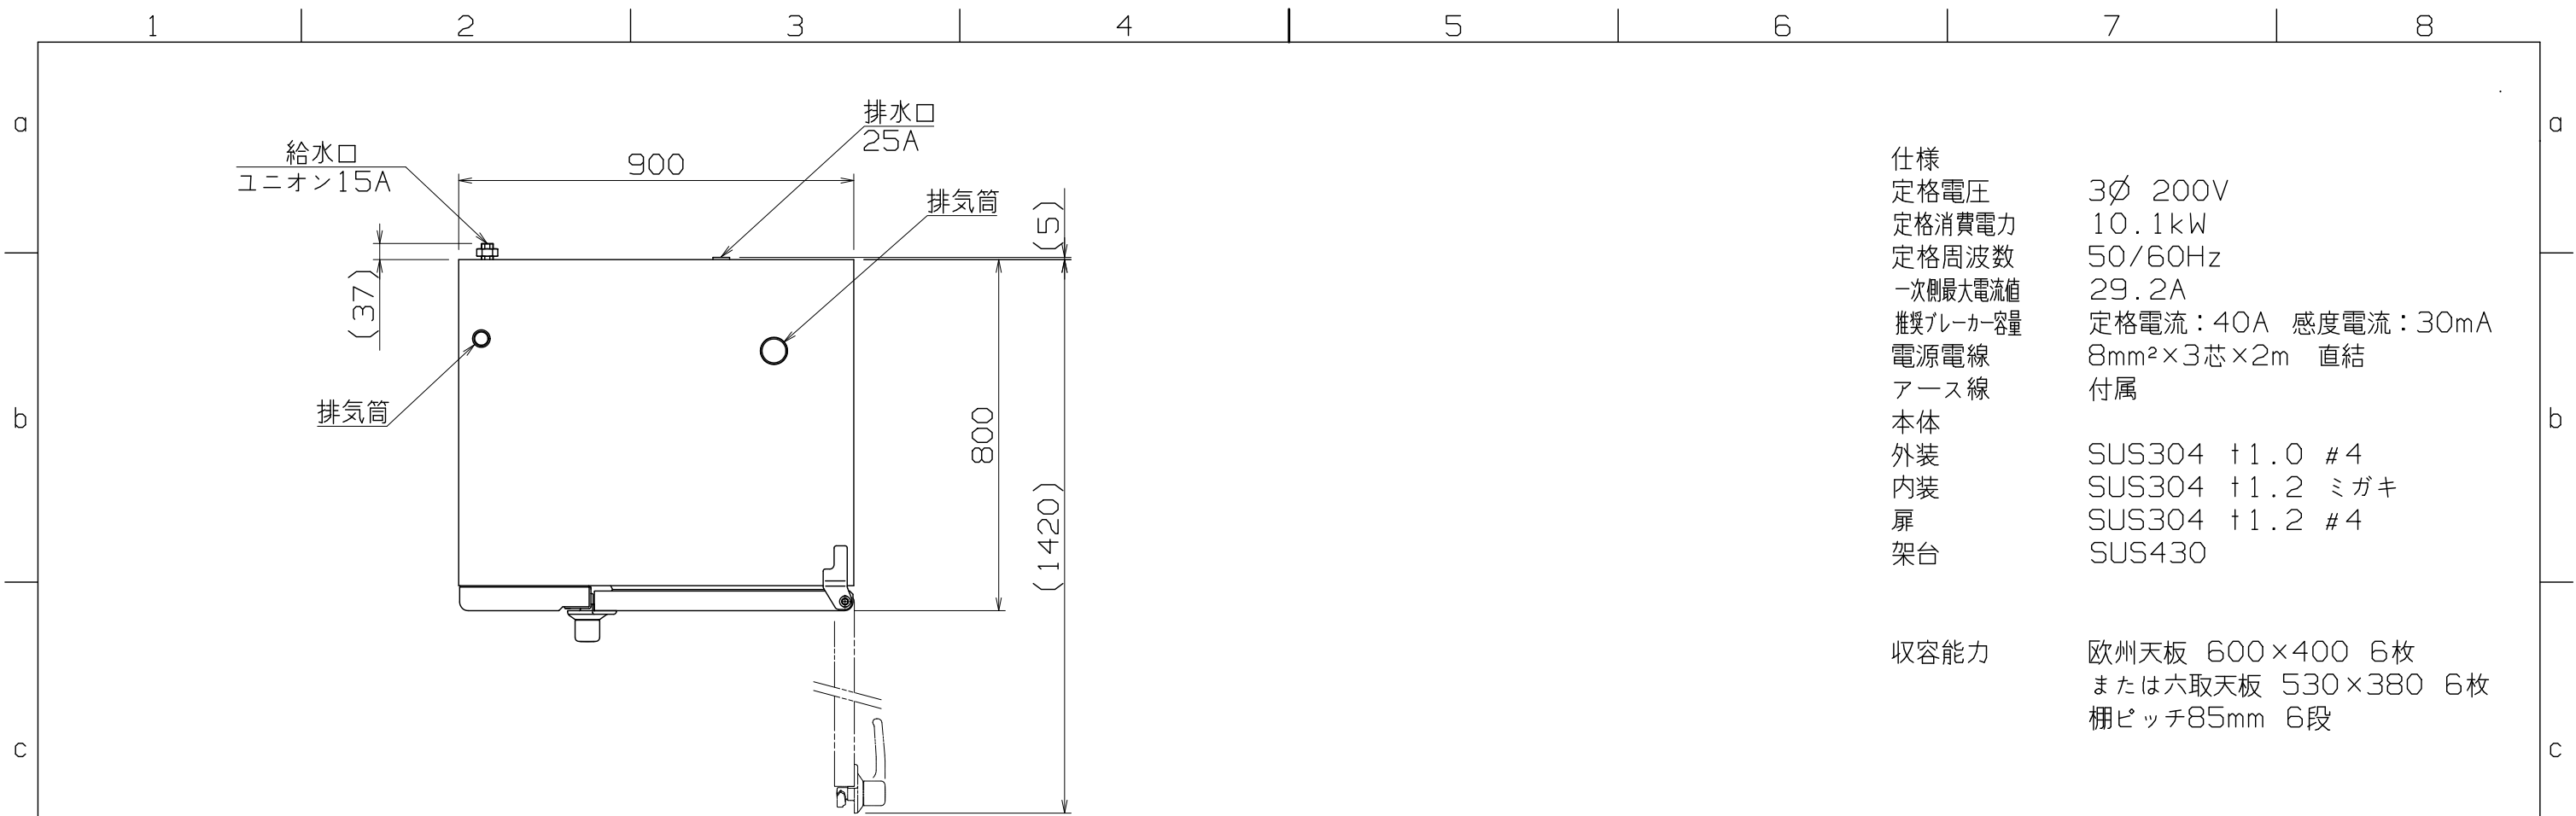 1 2 3 4 5 6 7 8
a
a
排水口
25A
給水口
ユニオン15A
900
排気筒
(5)
(37)
排気筒
800
(1420)
b
b
c
c
仕様
定格電圧 3∅ 200V
定格消費電力 10.1kW
定格周波数 50/60Hz
一次側最大電流値 29.2A
推奨ブレーカー容量 定格電流：40A 感度電流：30mA
電源電線 8mm²×3芯×2m 直結
アース線 付属
本体
外装 SUS304 t1.0 #4
内装 SUS304 t1.2 ミガキ
扉 SUS304 t1.2 #4
架台 SUS430
収容能力 欧州天板 600×400 6枚
または六取天板 530×380 6枚
棚ピッチ85mm 6段